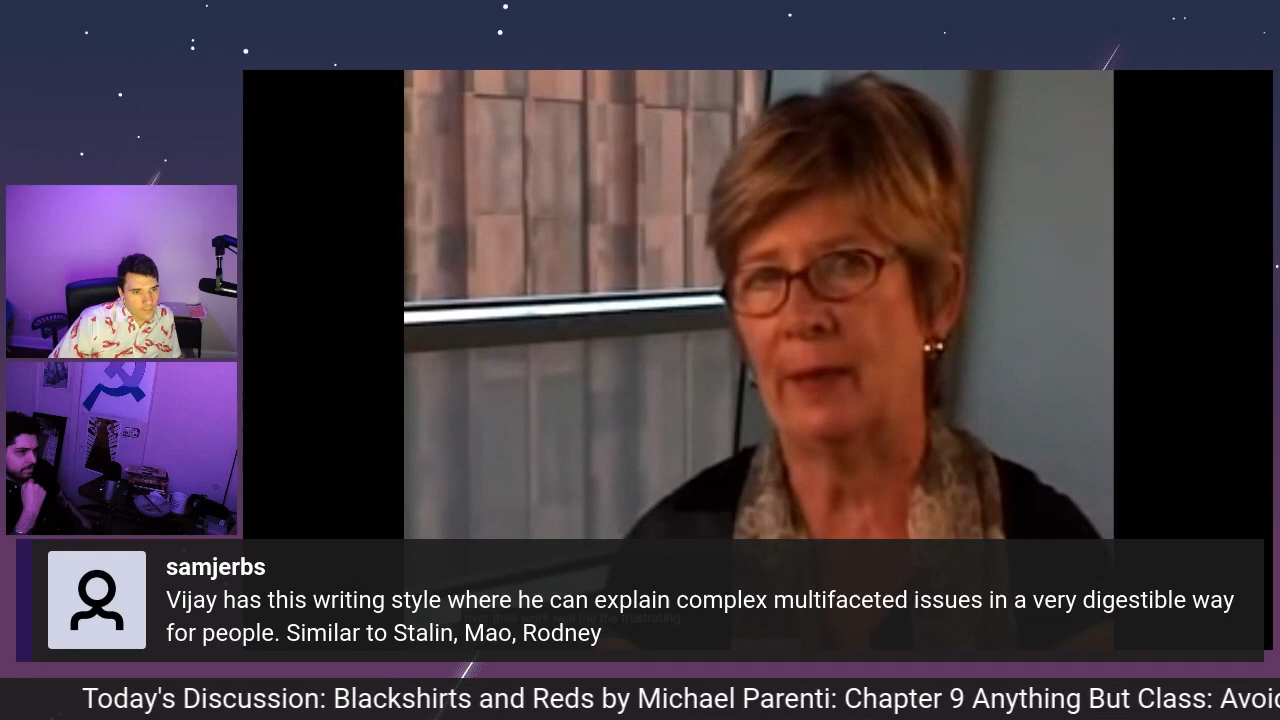 samjerbs
Vijay has this writing style where he can explain complex multifaceted issues in a very digestible way
for people. Similar to Stalin, Mao, Rodney
Today's Discussion: Blackshirts and Reds by Michael Parenti: Chapter 9 Anything But Class: Avoid